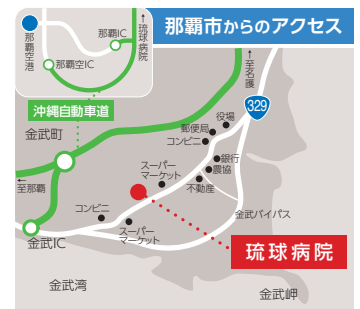 那覇市からのアクセス
↑琉球病院
那覇IC
那覇空港
那覇空IC
沖縄自動車道
↑至名護
329
金武町
役場
郵便局
コンビニ
銀行
農協
不動産
スーパー
マーケット
←至那覇
コンビニ
スーパー
マーケット
金武バイパス
金武IC
琉球病院
金武湾
金武岬